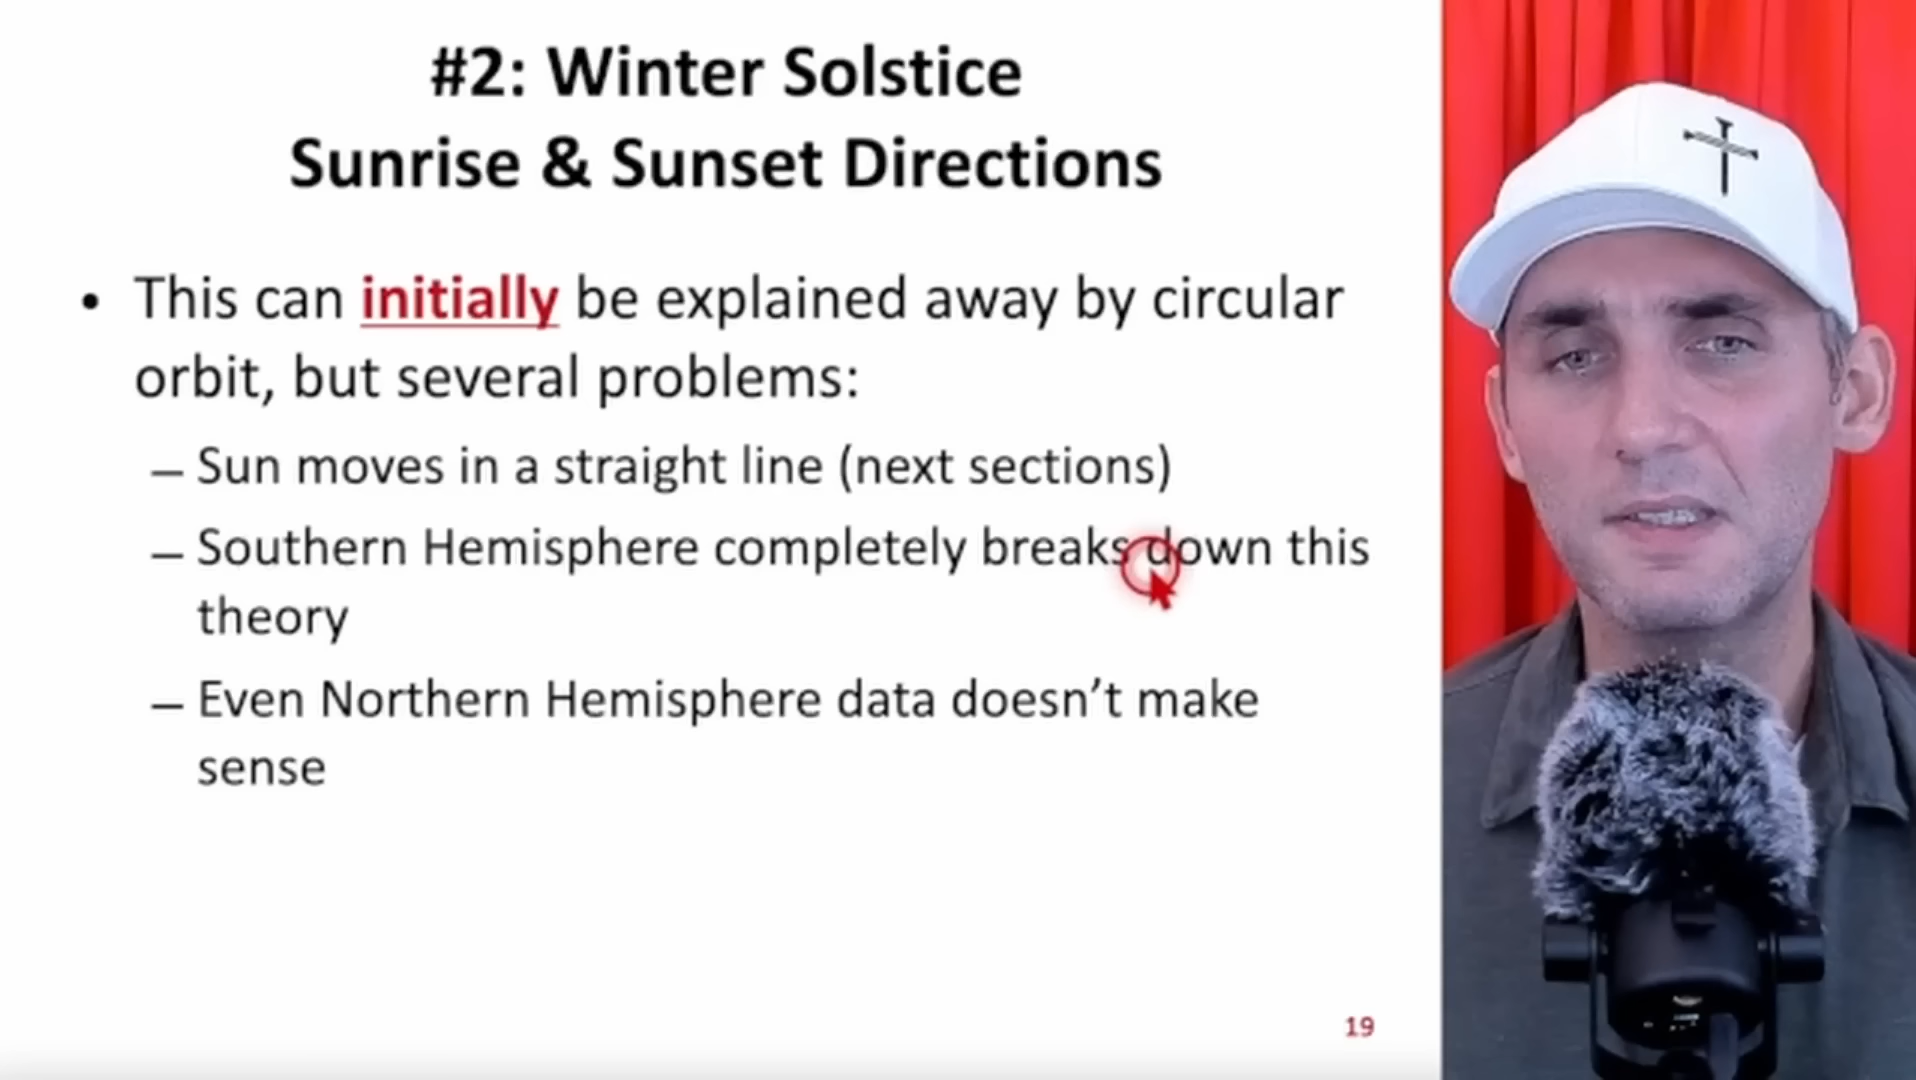 #2: Winter Solstice
Sunrise & Sunset Directions
• This can initially be explained away by circular
orbit, but several problems:
– Sun moves in a straight line (next sections)
– Southern Hemisphere completely breaks down this
theory
– Even Northern Hemisphere data doesn’t make
sense
19